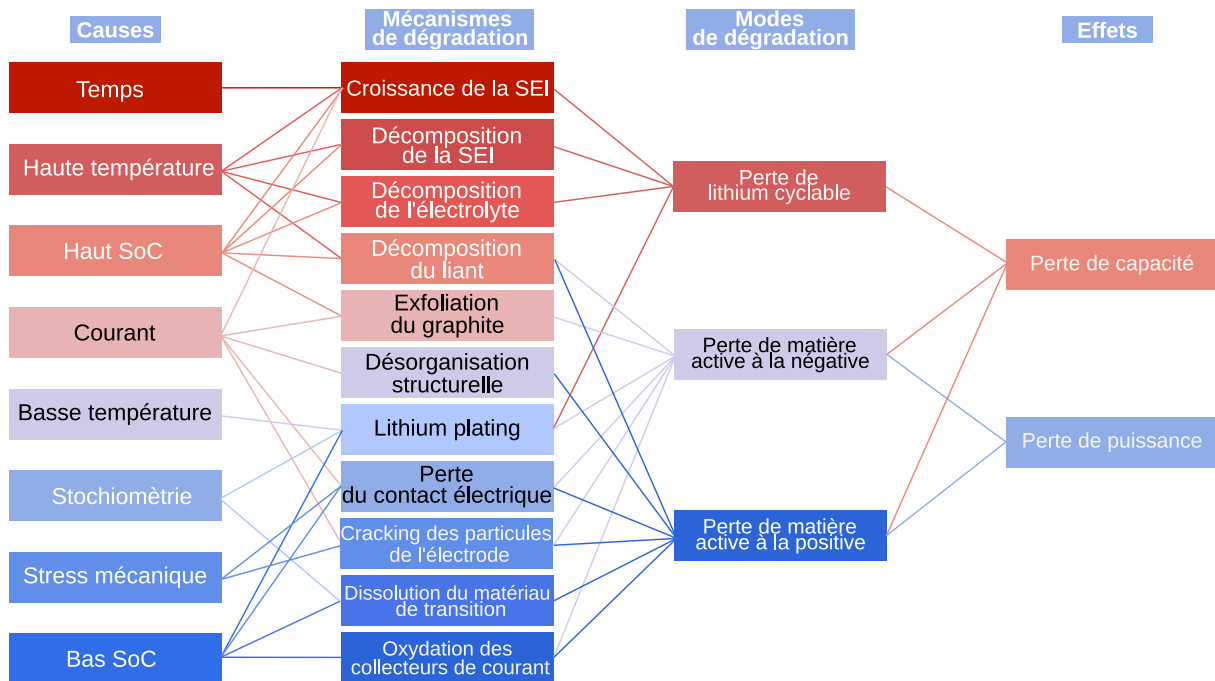 Causes
Mécanismes
de dégradation
Modes
de dégradation
Effets
Temps
Haute température
Haut SoC
Courant
Basse température
Stochiomètrie
Stress mécanique
Bas SoC
Croissance de la SEI
Décomposition
de la SEI
Décomposition
de l'électrolyte
Décomposition
du liant
Exfoliation
du graphite
Désorganisation
structurelle
Lithium plating
Perte
du contact électrique
Cracking des particules
de l'électrode
Dissolution du matériau
de transition
Oxydation des
collecteurs de courant
Perte de
lithium cyclable
Perte de matière
active à la négative
Perte de matière
active à la positive
Perte de capacité
Perte de puissance